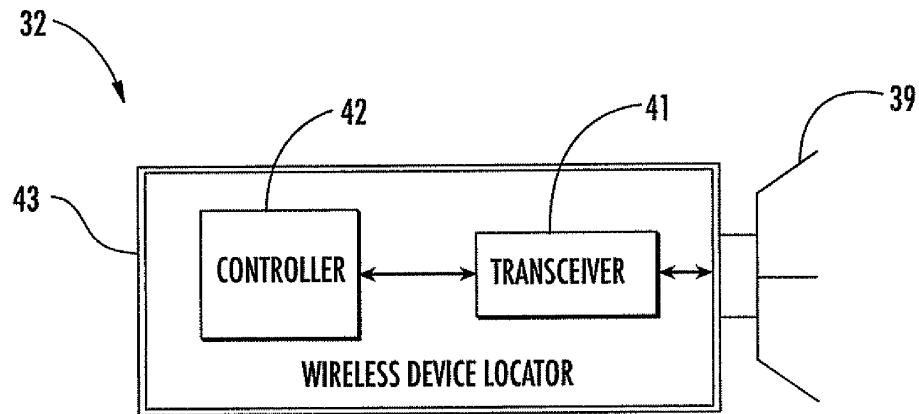 32
42
41
39
43
CONTROLLER
TRANSCEIVER
WIRELESS DEVICE LOCATOR